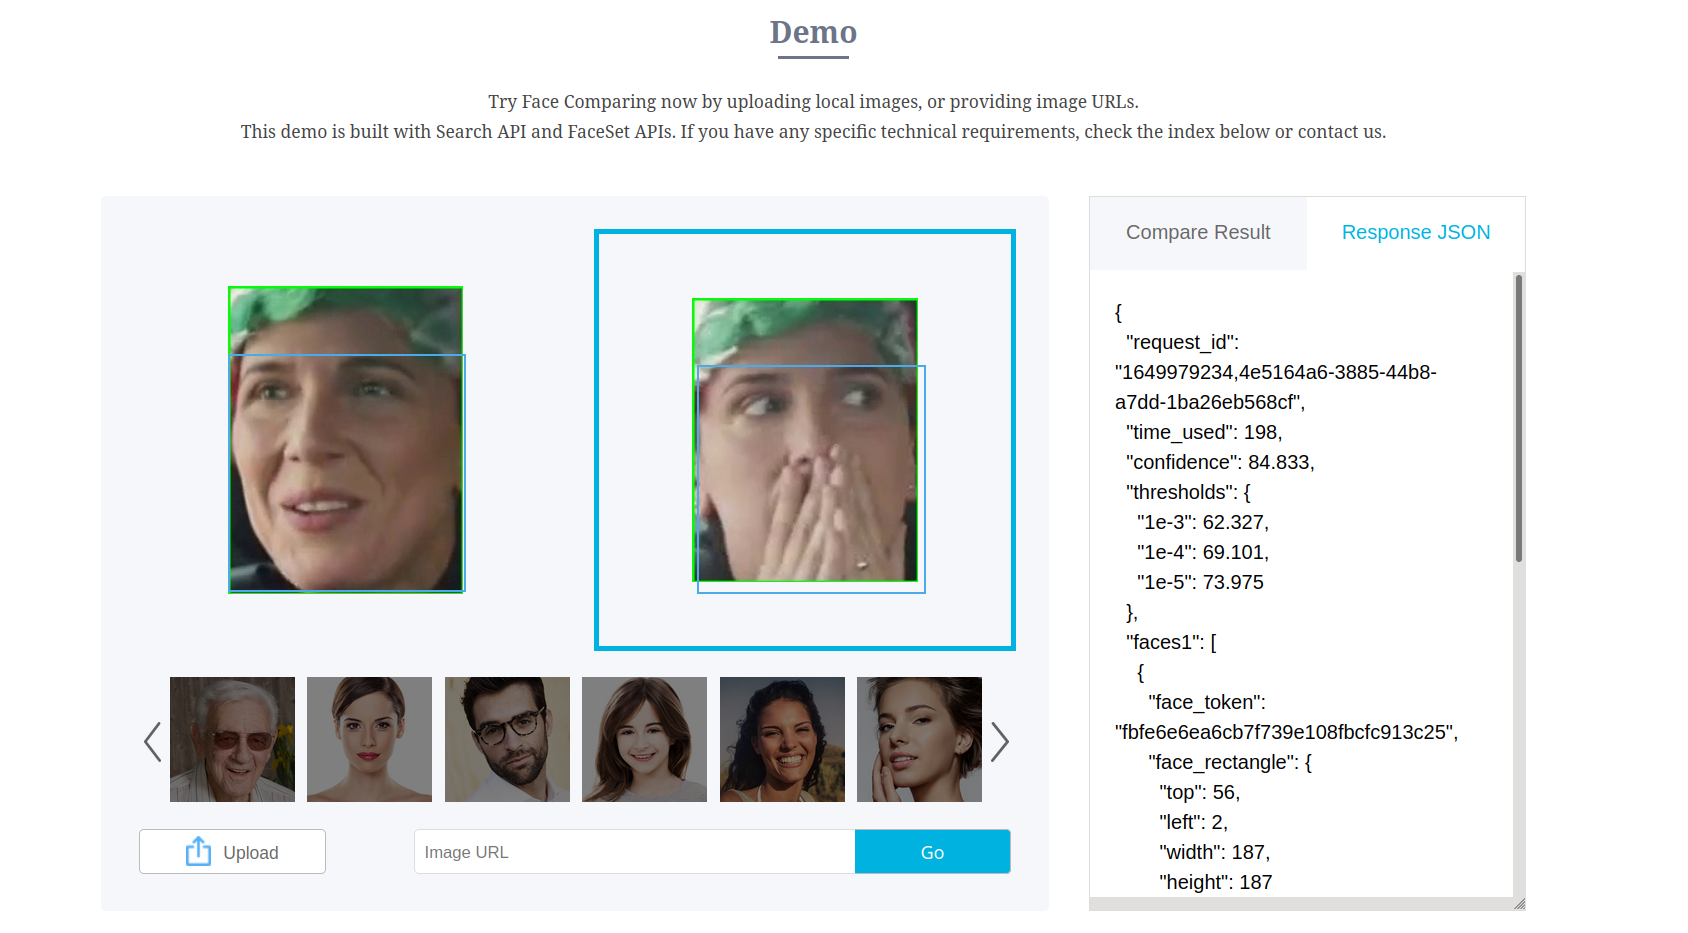 Demo
Try Face Comparing now by uploading local images, or providing image URLs.
This demo is built with Search API and FaceSet APIs. If you have any specific technical requirements, check the index below or contact us.
Compare Result
Response JSON
{
"request_id":
"1649979234,4e5164a6-3885-44b8-
a7dd-1ba26eb568cf",
"time_used": 198,
"confidence": 84.833,
"thresholds": {
"1e-3": 62.327,
"1e-4": 69.101,
"1e-5": 73.975
},
"faces1": [
{
"face_token":
"fbfe6e6ea6cb7f739e108fbcfc913c25",
"face_rectangle": {
"top": 56,
"left": 2,
"width": 187,
"height": 187
Upload
Image URL
Go